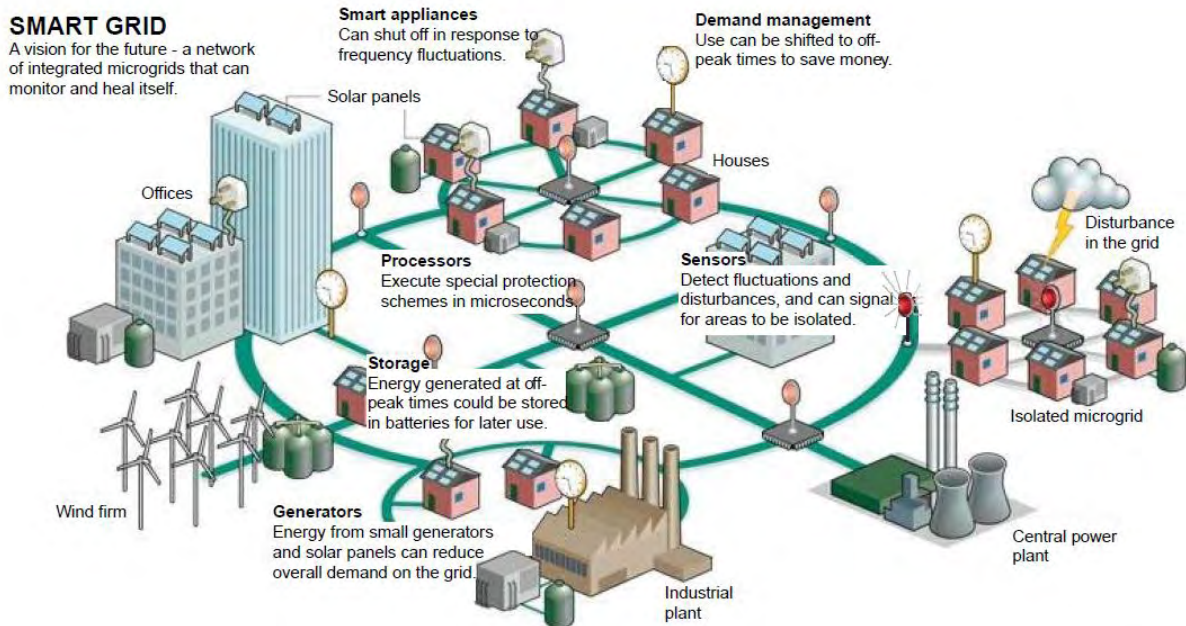 SMART GRID
A vision for the future - a network
of integrated microgrids that can
monitor and heal itself.
Smart appliances
Can shut off in response to
frequency fluctuations.
Demand management
Use can be shifted to off-
peak times to save money.
Solar panels
Houses
Offices
Disturbance
in the grid
Processors
Execute special protection
schemes in microseconds.
Sensors
Detect fluctuations and
disturbances, and can signal
for areas to be isolated.
Storage
Energy generated at off-
peak times could be stored
in batteries for later use.
Isolated microgrid
Wind firm
Generators
Energy from small generators
and solar panels can reduce
overall demand on the grid.
Central power
plant
Industrial
plant